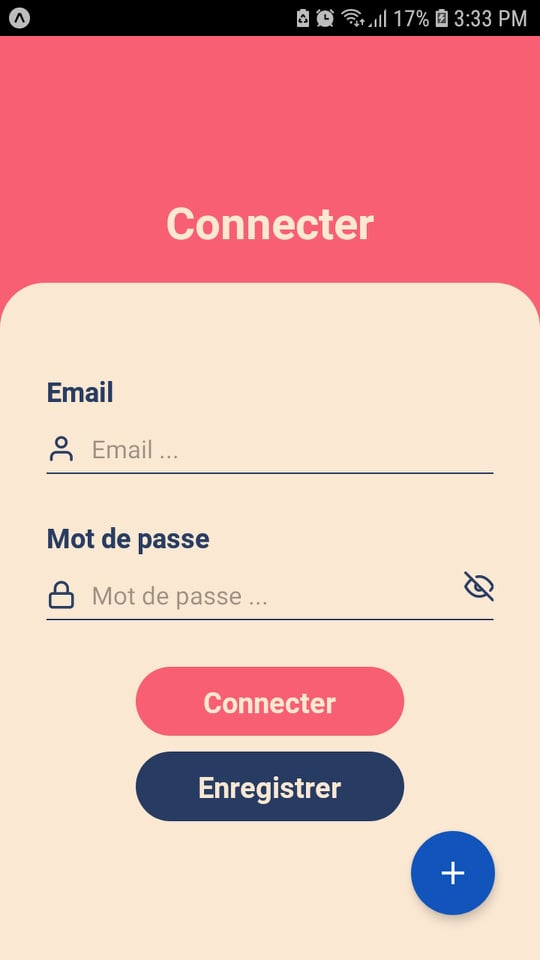 17% 3:33 PM
Connecter
Email
Email ...
Mot de passe
Mot de passe ...
Connecter
Enregistrer